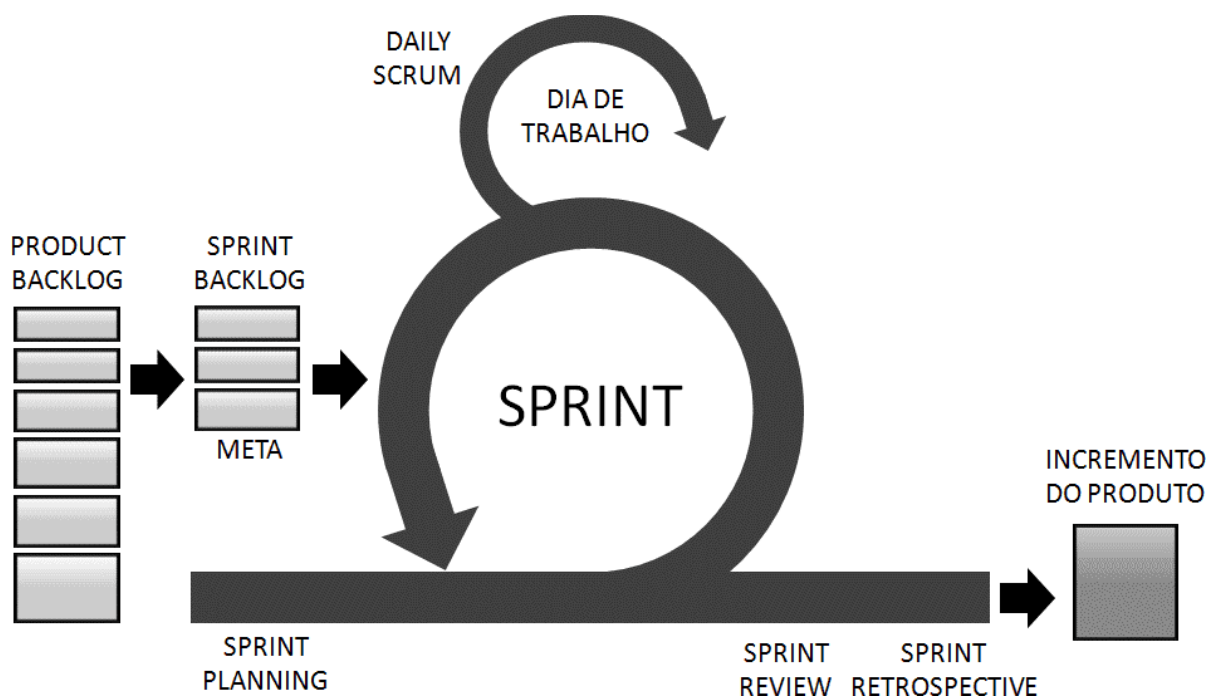 DAILY
SCRUM
DIA DE
TRABALHO
PRODUCT
BACKLOG
SPRINT
BACKLOG
META
SPRINT
INCREMENTO
DO PRODUTO
SPRINT
PLANNING
SPRINT
REVIEW
SPRINT
RETROSPECTIVE